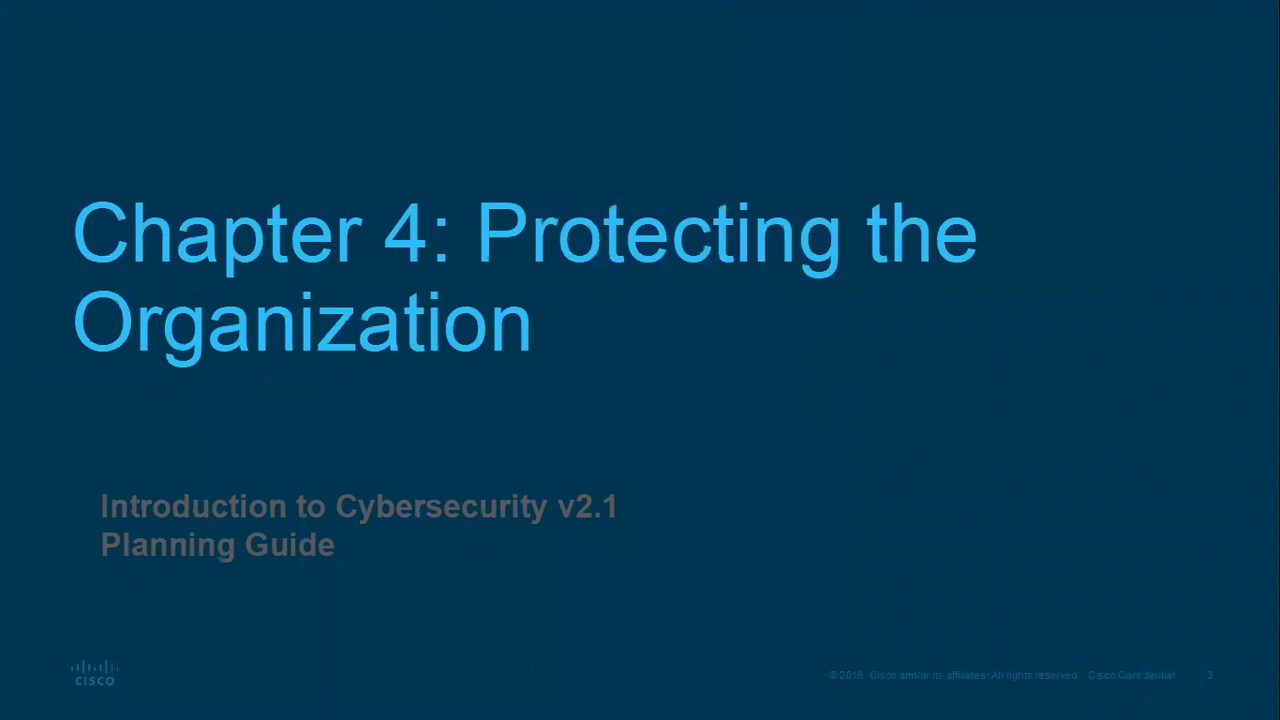 Chapter 4: Protecting the
Organization
Introduction to Cybersecurity v2.1
Planning Guide
CISCO
© 2016 Cisco and/or its affiliates. All rights reserved. Cisco Confidential 3